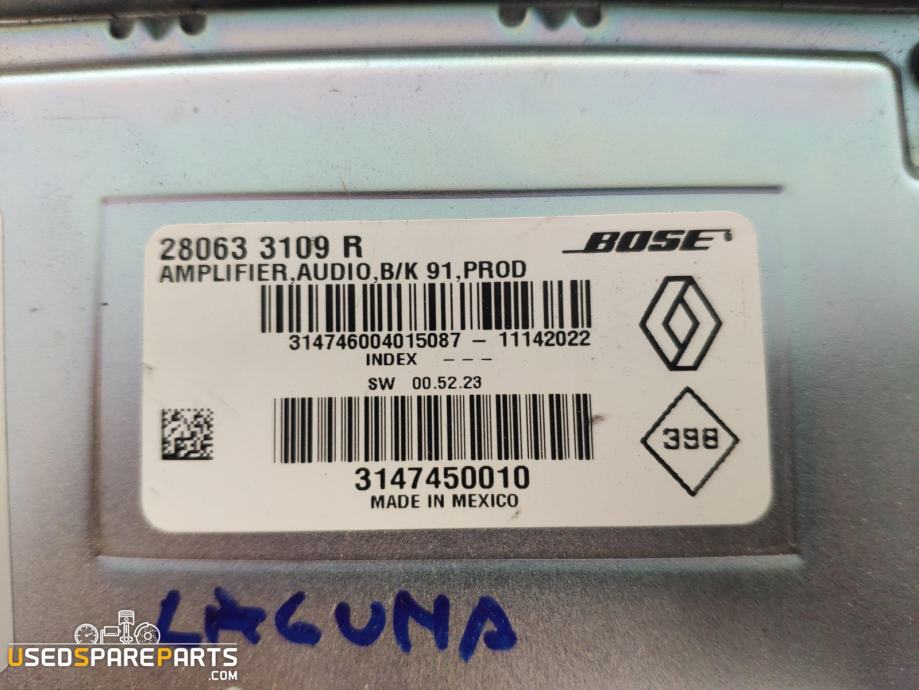 28063 3109 R
BOSE
AMPLIFIER,AUDIO,B/K 91,PROD
314746004015087 - 11142022
INDEX ---
SW 00.52.23
398
3147450010
MADE IN MEXICO
LAGUNA
USEDSPAREPARTS
.COM